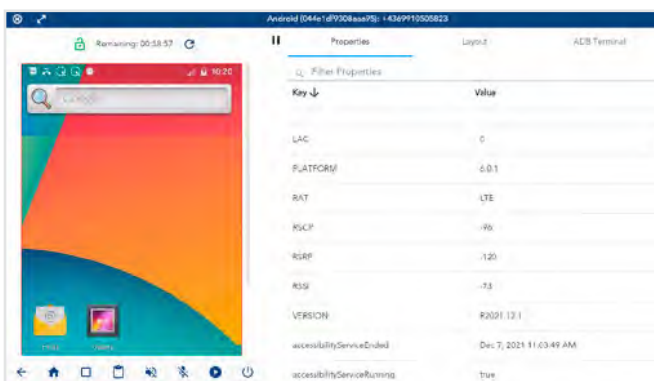 Android (044e1df9308aaa95): +4369910505823
Remaining: 00:58:57
Properties Layout ADB Terminal
Filter Properties
Key Value
10:20
Google
LAC 0
PLATFORM 6.0.1
RAT LTE
RSCP -96
RSRP -120
RSSI -73
VERSION R2021.12.1
accessibilityServiceEnded Dec 7, 2021 11:03:49 AM
accessibilityServiceRunning true